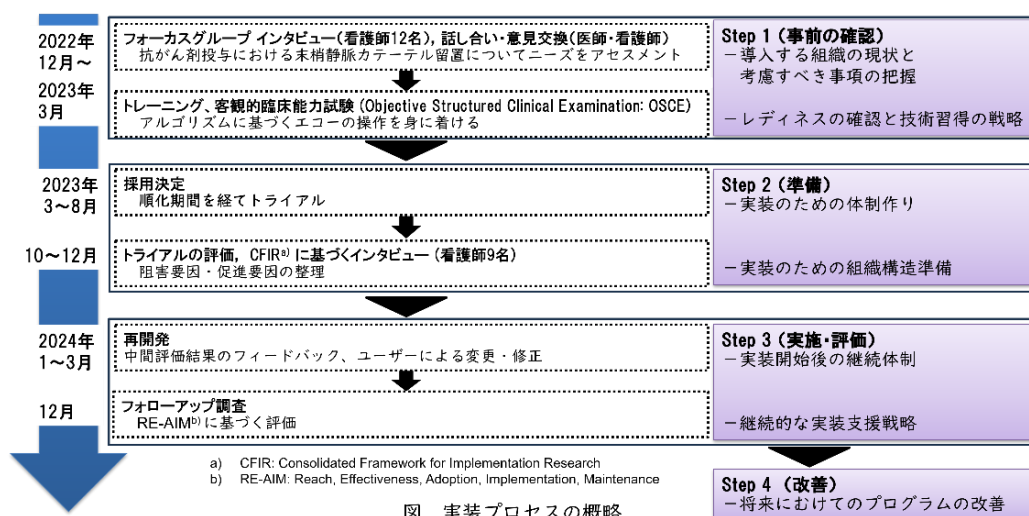 2022年
12月～
2023年
3月
フォーカスグループ インタビュー(看護師12名), 話し合い・意見交換(医師・看護師)
抗がん剤投与における末梢静脈カテーテル留置についてニーズをアセスメント
トレーニング、客観的臨床能力試験 (Objective Structured Clinical Examination: OSCE)
アルゴリズムに基づくエコーの操作を身に着ける
Step 1 (事前の確認)
－導入する組織の現状と
考慮すべき事項の把握
－レディネスの確認と技術習得の戦略
2023年
3～8月
10～12月
採用決定
順化期間を経てトライアル
トライアルの評価, CFIRa) に基づくインタビュー (看護師9名)
阻害要因・促進要因の整理
Step 2 (準備)
－実装のための体制作り
－実装のための組織構造準備
2024年
1～3月
12月
再開発
中間評価結果のフィードバック、ユーザーによる変更・修正
フォローアップ調査
RE-AIMb) に基づく評価
Step 3 (実施・評価)
－実装開始後の継続体制
－継続的な実装支援戦略
a) CFIR: Consolidated Framework for Implementation Research
b) RE-AIM: Reach, Effectiveness, Adoption, Implementation, Maintenance
Step 4 (改善)
－将来におけてのプログラムの改善
図 実装プロセスの概略